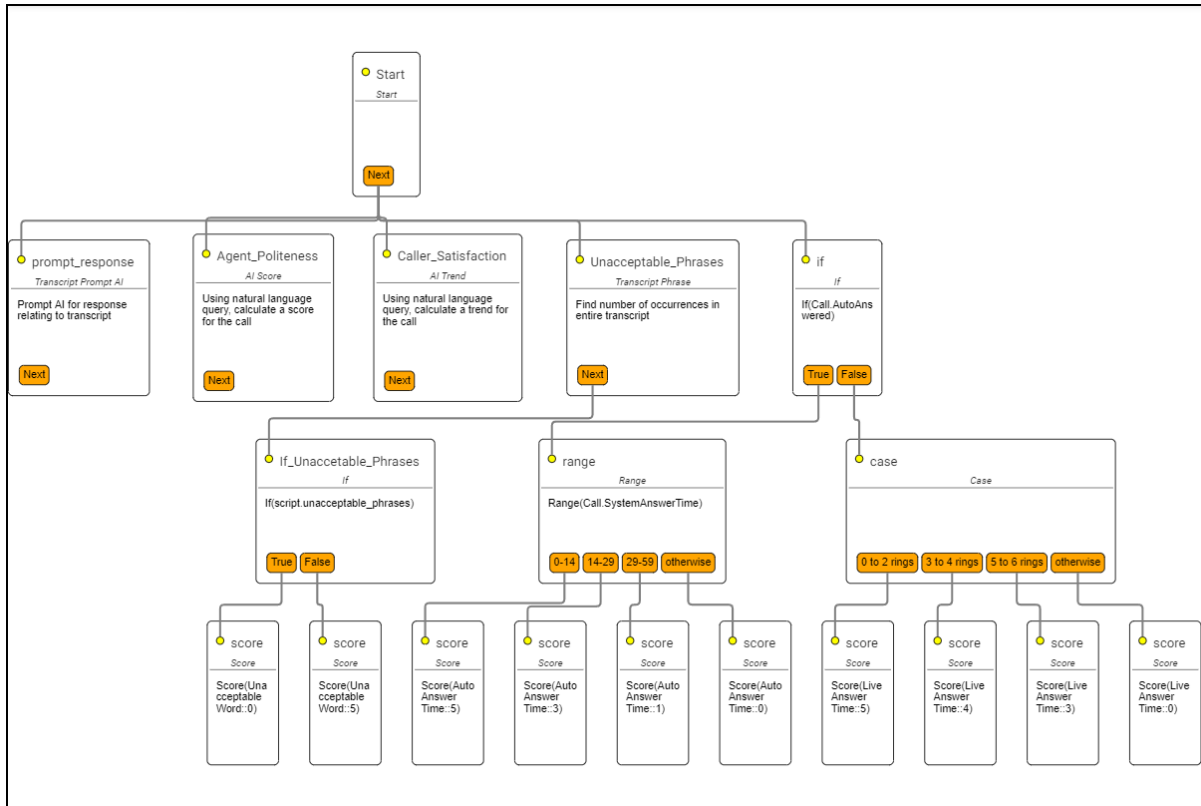 Start
Start
Next
prompt_response
Transcript Prompt AI
Prompt AI for response
relating to transcript
Next
Agent_Politeness
AI Score
Using natural language
query, calculate a score
for the call
Next
Caller_Satisfaction
AI Trend
Using natural language
query, calculate a trend for
the call
Next
Unacceptable_Phrases
Transcript Phrase
Find number of occurrences in
entire transcript
Next
if
If
If(Call.AutoAns
wered)
True False
If_Unaccetable_Phrases
If
If(script.unacceptable_phrases)
True False
range
Range
Range(Call.SystemAnswerTime)
0-14 14-29 29-59 otherwise
case
Case
0 to 2 rings 3 to 4 rings 5 to 6 rings otherwise
score
Score
Score(Una
cceptable
Word::0)
score
Score
Score(Una
cceptable
Word::5)
score
Score
Score(Auto
Answer
Time::5)
score
Score
Score(Auto
Answer
Time::3)
score
Score
Score(Auto
Answer
Time::1)
score
Score
Score(Auto
Answer
Time::0)
score
Score
Score(Live
Answer
Time::5)
score
Score
Score(Live
Answer
Time::4)
score
Score
Score(Live
Answer
Time::3)
score
Score
Score(Live
Answer
Time::0)